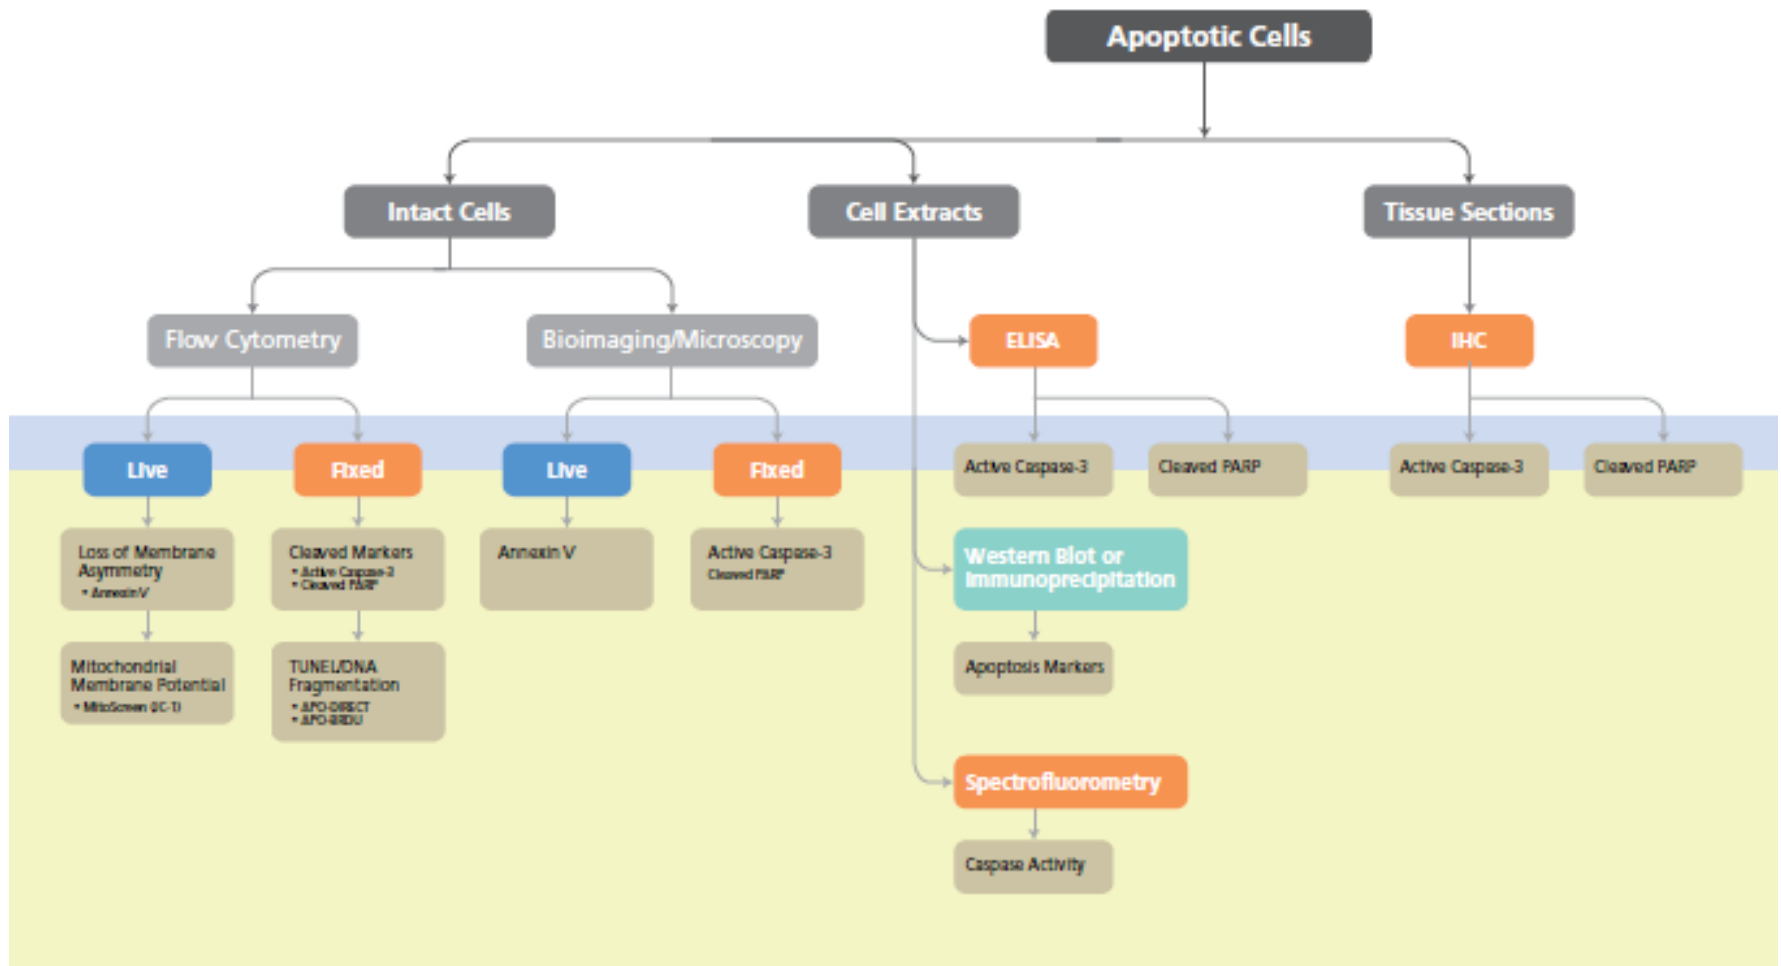 Apoptotic Cells
Intact Cells
Cell Extracts
Tissue Sections
Flow Cytometry
Bioimaging/Microscopy
ELISA
IHC
Live
Fixed
Live
Fixed
Active Caspase-3
Cleaved PARP
Active Caspase-3
Cleaved PARP
Loss of Membrane
Asymmetry
• Annexin V
Cleaved Markers
• Active Caspase-3
• Cleaved PARP
Annexin V
Active Caspase-3
Cleaved PARP
Western Blot or
Immunoprecipitation
Mitochondrial
Membrane Potential
• MitoScreen (JC-1)
TUNEL/DNA
Fragmentation
• APO-DIRECT
• APO-BRDU
Apoptosis Markers
Spectrofluorometry
Caspase Activity